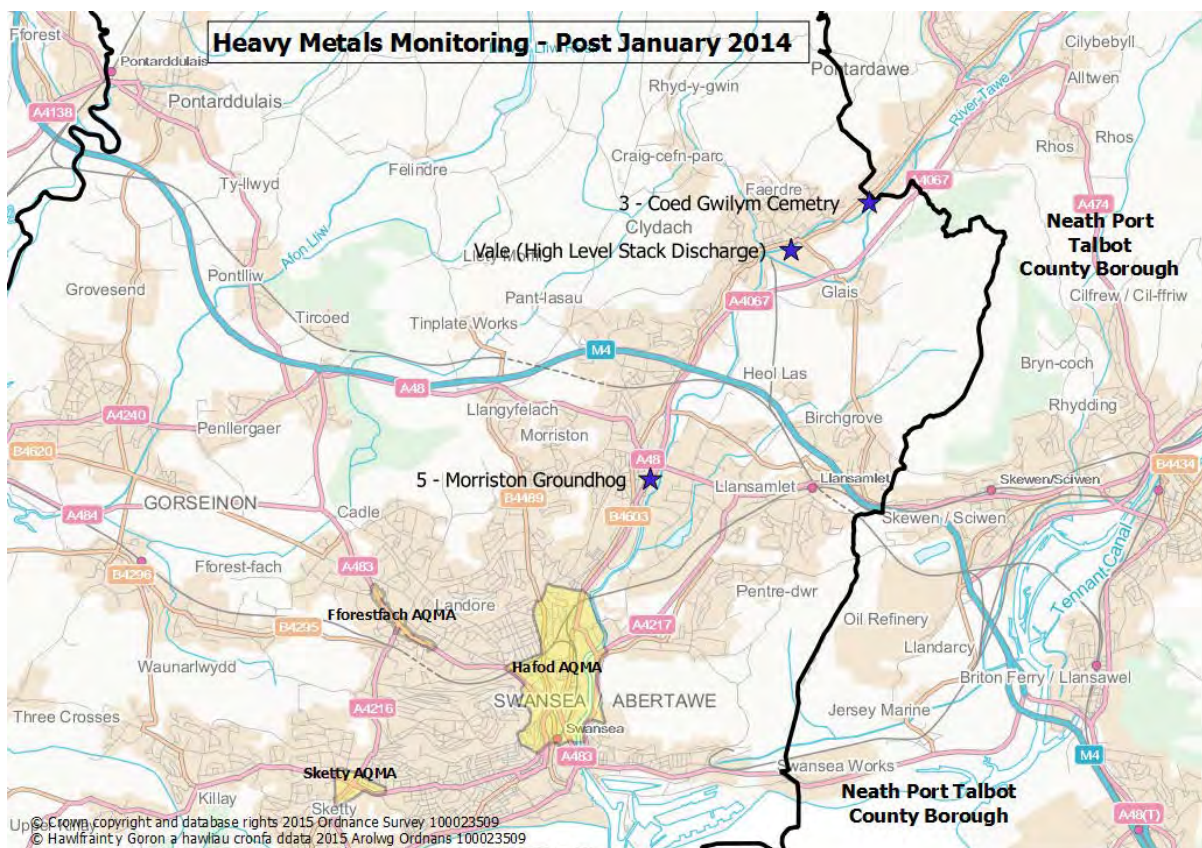 Heavy Metals Monitoring - Post January 2014
Fforest
Pontarddulais
A4138
Pontarddulais
Rhyd-y-gwin
Pontardawe
Cilybebyll
Alltwen
River-Tawe
Rhos
Rhos
Craig-cefn-parc
Felindre
Ty-llwyd
Faerdre
A4067
A474
3 - Coed Gwilym Cemetry
Clydach
Neath Port
Talbot
County Borough
Vale (High Level Stack Discharge)
Afon Lliw
Pontlliw
Grovesend
Pant-lasau
Glais
Cilfrew / Cil-ffriw
A4067
Tircoed
Tinplate Works
M4
Bryn-coch
Heol Las
A48
A4240
Llangyfelach
Birchgrove
Rhydding
Penllergaer
Morriston
B4620
A48
B4434
5 - Morriston Groundhog
Llansamlet
Llansamlet
Skewen/Sciwen
B4489
GORSEINON
Cadle
B4603
A484
Skewen / Sciwen
Tennant Canal
A483
Fforest-fach
B4296
Pentre-dwr
Landore
Fforestfach AQMA
Oil Refinery
B4295
A4217
Llandarcy
Waunarlwydd
Hafod AQMA
Briton Ferry / Llansawel
SWANSEA
ABERTAWE
A4216
Three Crosses
Jersey Marine
Swansea
A483
M4
Swansea Works
Sketty AQMA
Neath Port Talbot
County Borough
Killay
Sketty
A48(T)
© Crown copyright and database rights 2015 Ordnance Survey 100023509
© Hawlfraint y Goron a hawliau cronfa ddata 2015 Arolwg Ordnans 100023509